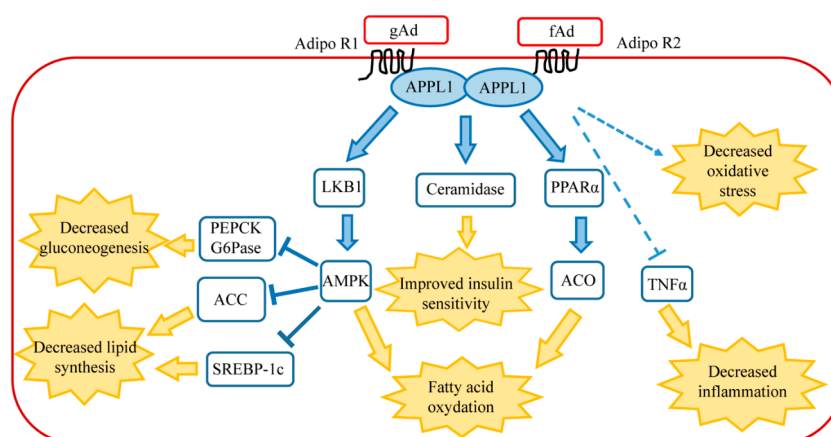 gAd
fAd
Adipo R1
Adipo R2
APPL1
APPL1
Decreased
oxidative
stress
LKB1
Ceramidase
PPARα
Decreased
gluconeogenesis
PEPCK
G6Pase
AMPK
Improved insulin
sensitivity
ACO
TNFα
ACC
Decreased lipid
synthesis
SREBP-1c
Fatty acid
oxydation
Decreased
inflammation